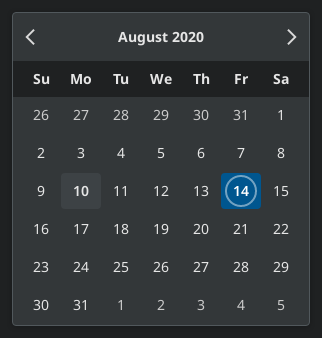 August 2020
Su Mo Tu We Th Fr Sa
26 27 28 29 30 31 1
2 3 4 5 6 7 8
9 10 11 12 13 14 15
16 17 18 19 20 21 22
23 24 25 26 27 28 29
30 31 1 2 3 4 5